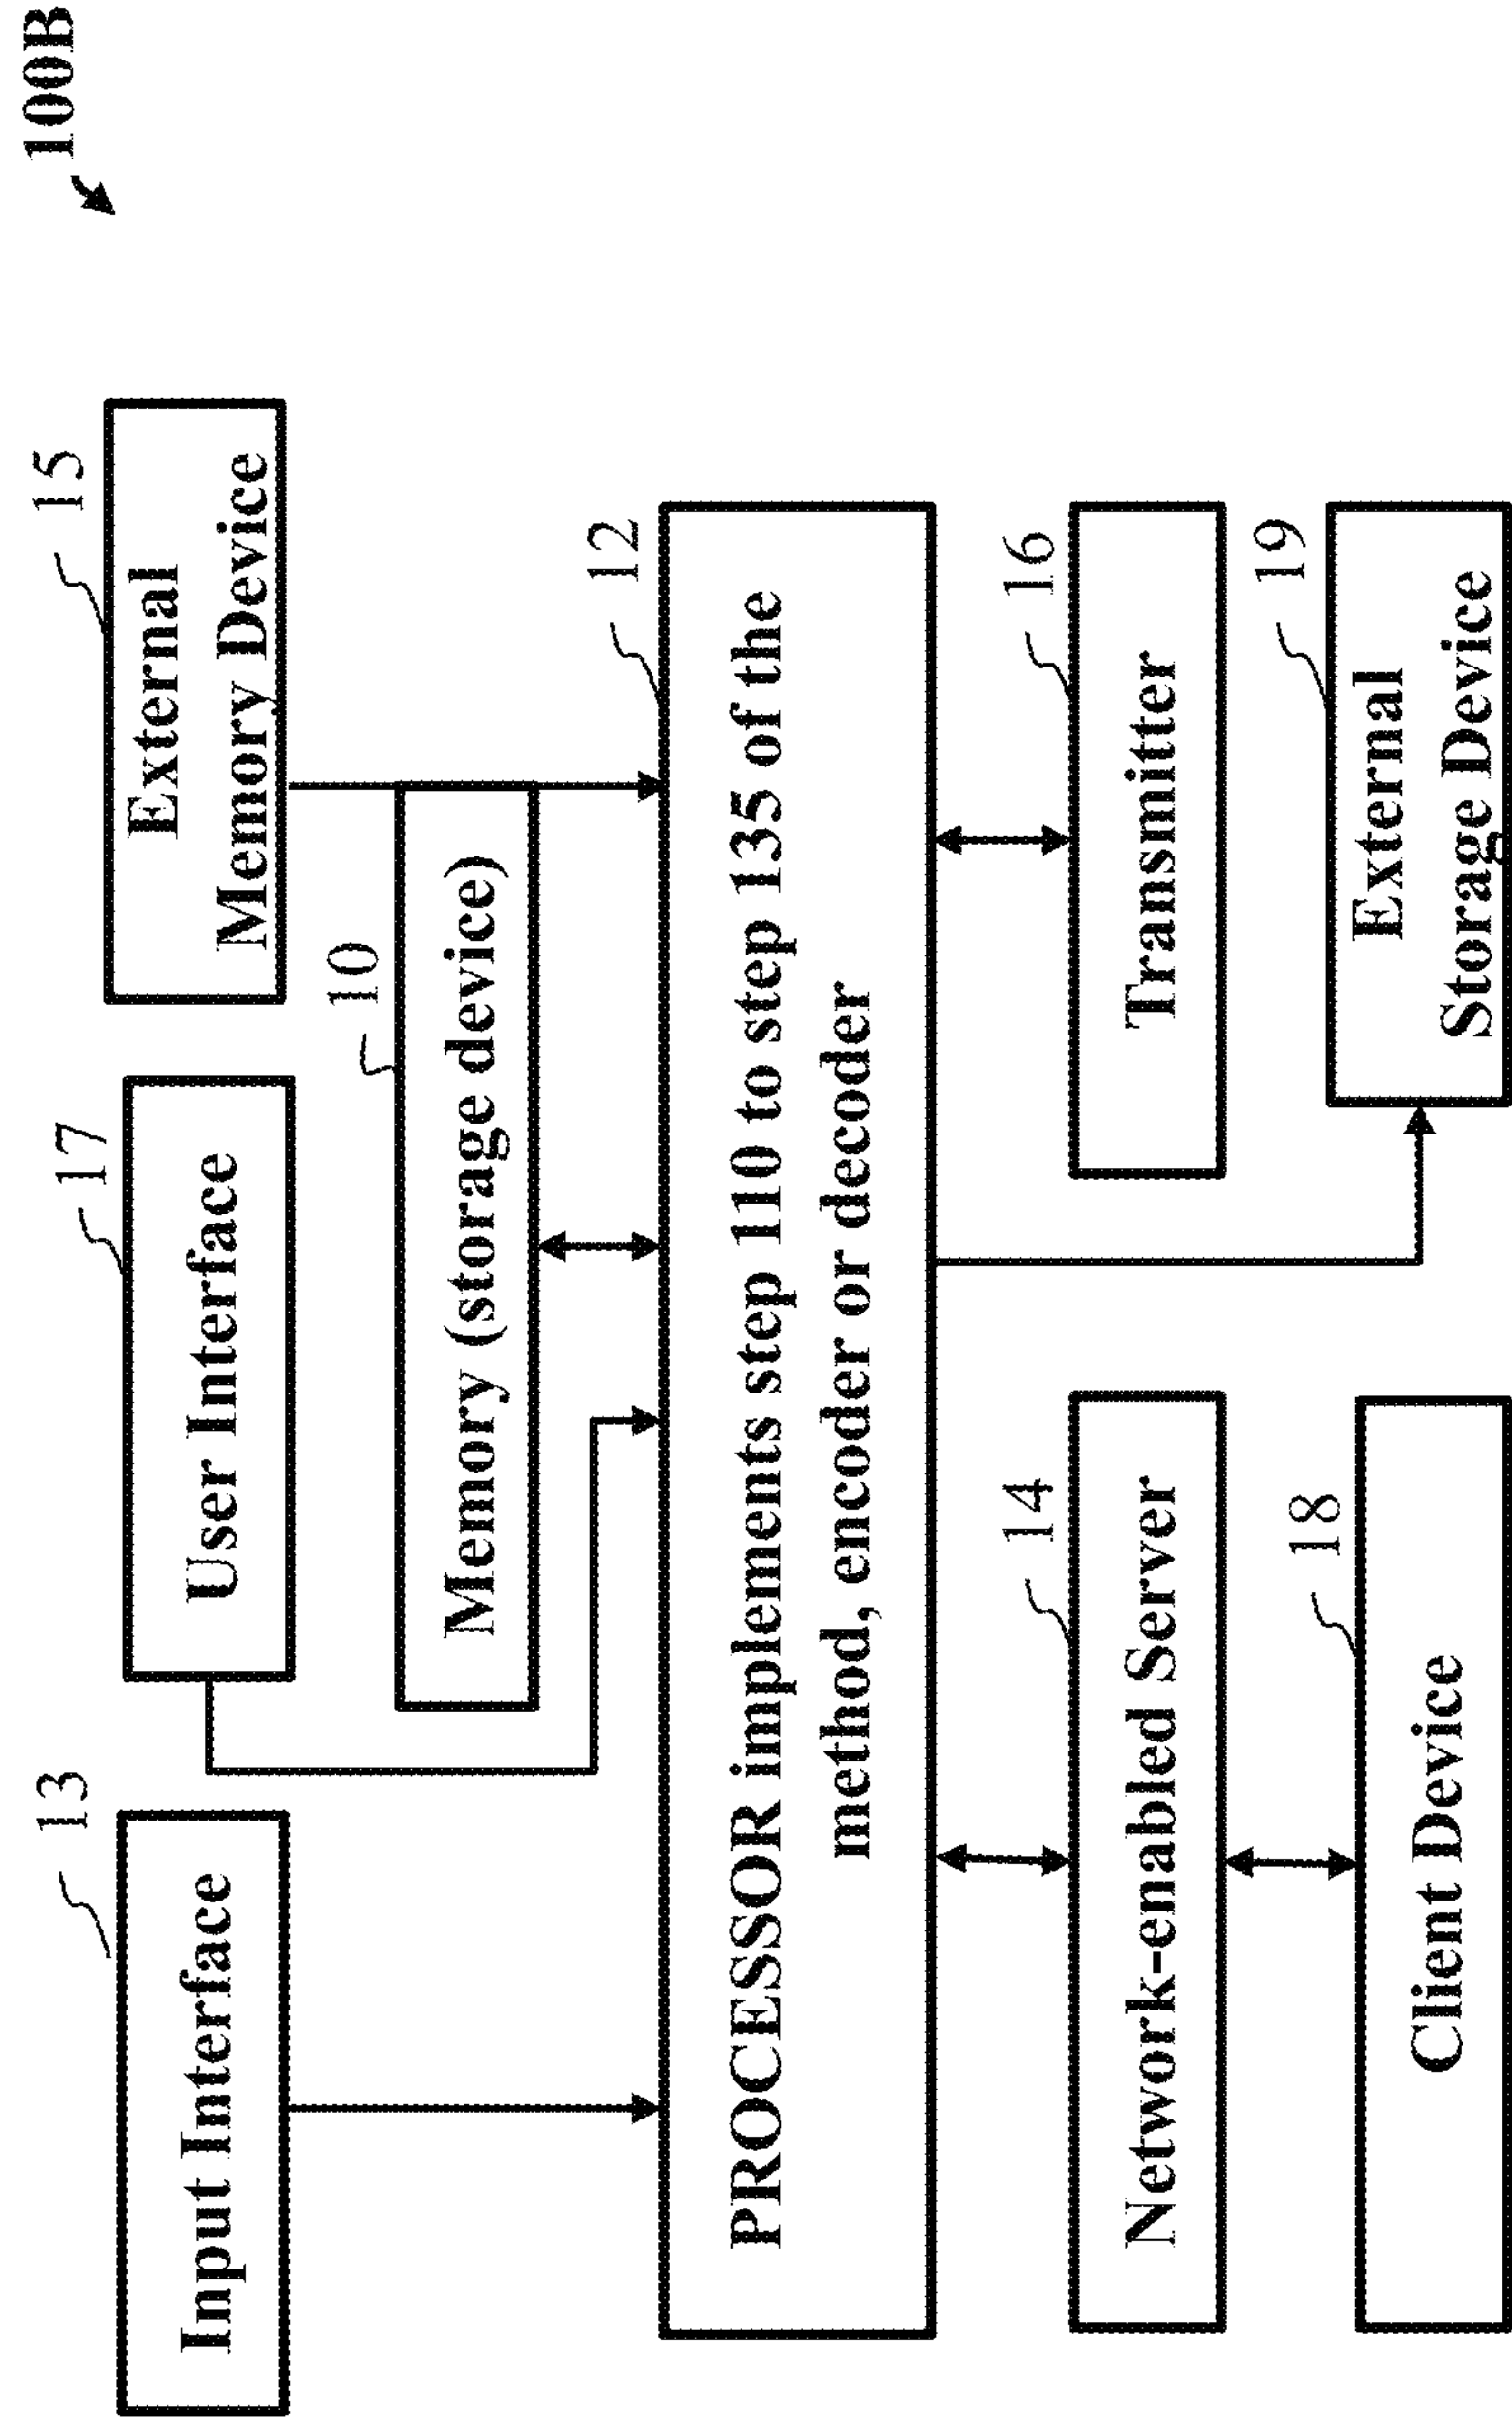 100B
13
Input Interface
17
User Interface
15
External
Memory Device
10
Memory (storage device)
12
PROCESSOR implements step 110 to step 135 of the
method, encoder or decoder
14
Network-enabled Server
16
Transmitter
18
Client Device
19
External
Storage Device